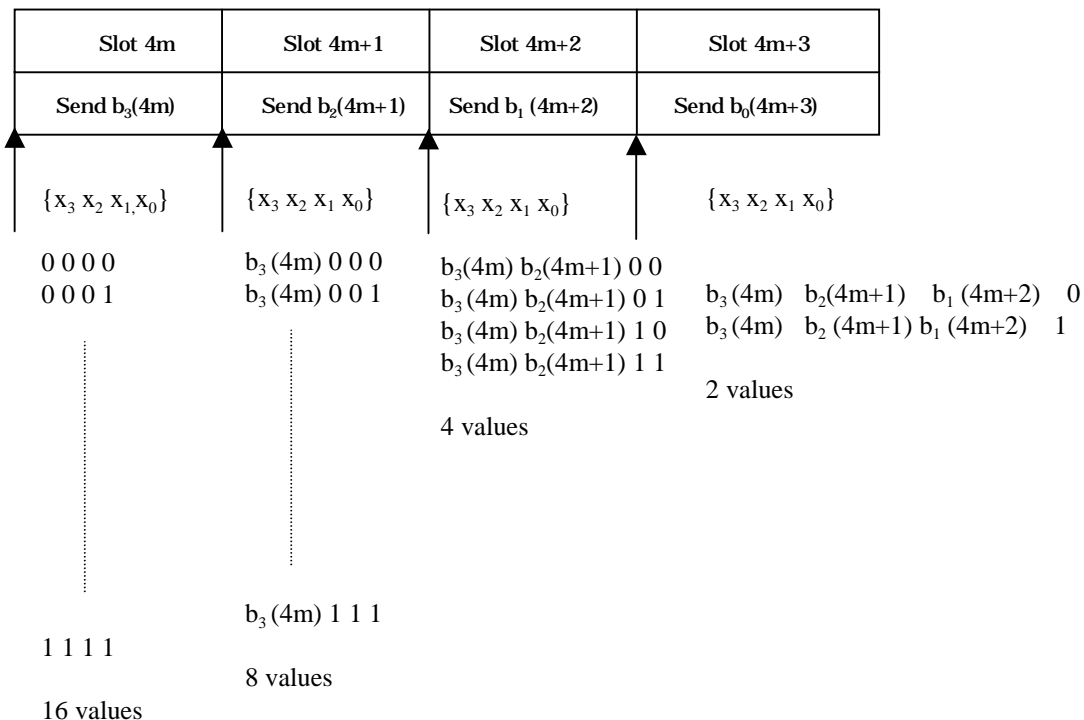 Slot 4m Slot 4m+1 Slot 4m+2 Slot 4m+3
Send b₃(4m) Send b₂(4m+1) Send b₁ (4m+2) Send b₀(4m+3)
{x₃ x₂ x₁,x₀}
0 0 0 0
0 0 0 1
1 1 1 1
16 values
{x₃ x₂ x₁ x₀}
b₃ (4m) 0 0 0
b₃ (4m) 0 0 1
b₃ (4m) 1 1 1
8 values
{x₃ x₂ x₁ x₀}
b₃(4m) b₂(4m+1) 0 0
b₃ (4m) b₂(4m+1) 0 1
b₃ (4m) b₂(4m+1) 1 0
b₃ (4m) b₂(4m+1) 1 1
4 values
{x₃ x₂ x₁ x₀}
b₃ (4m) b₂(4m+1) b₁ (4m+2) 0
b₃ (4m) b₂ (4m+1) b₁ (4m+2) 1
2 values